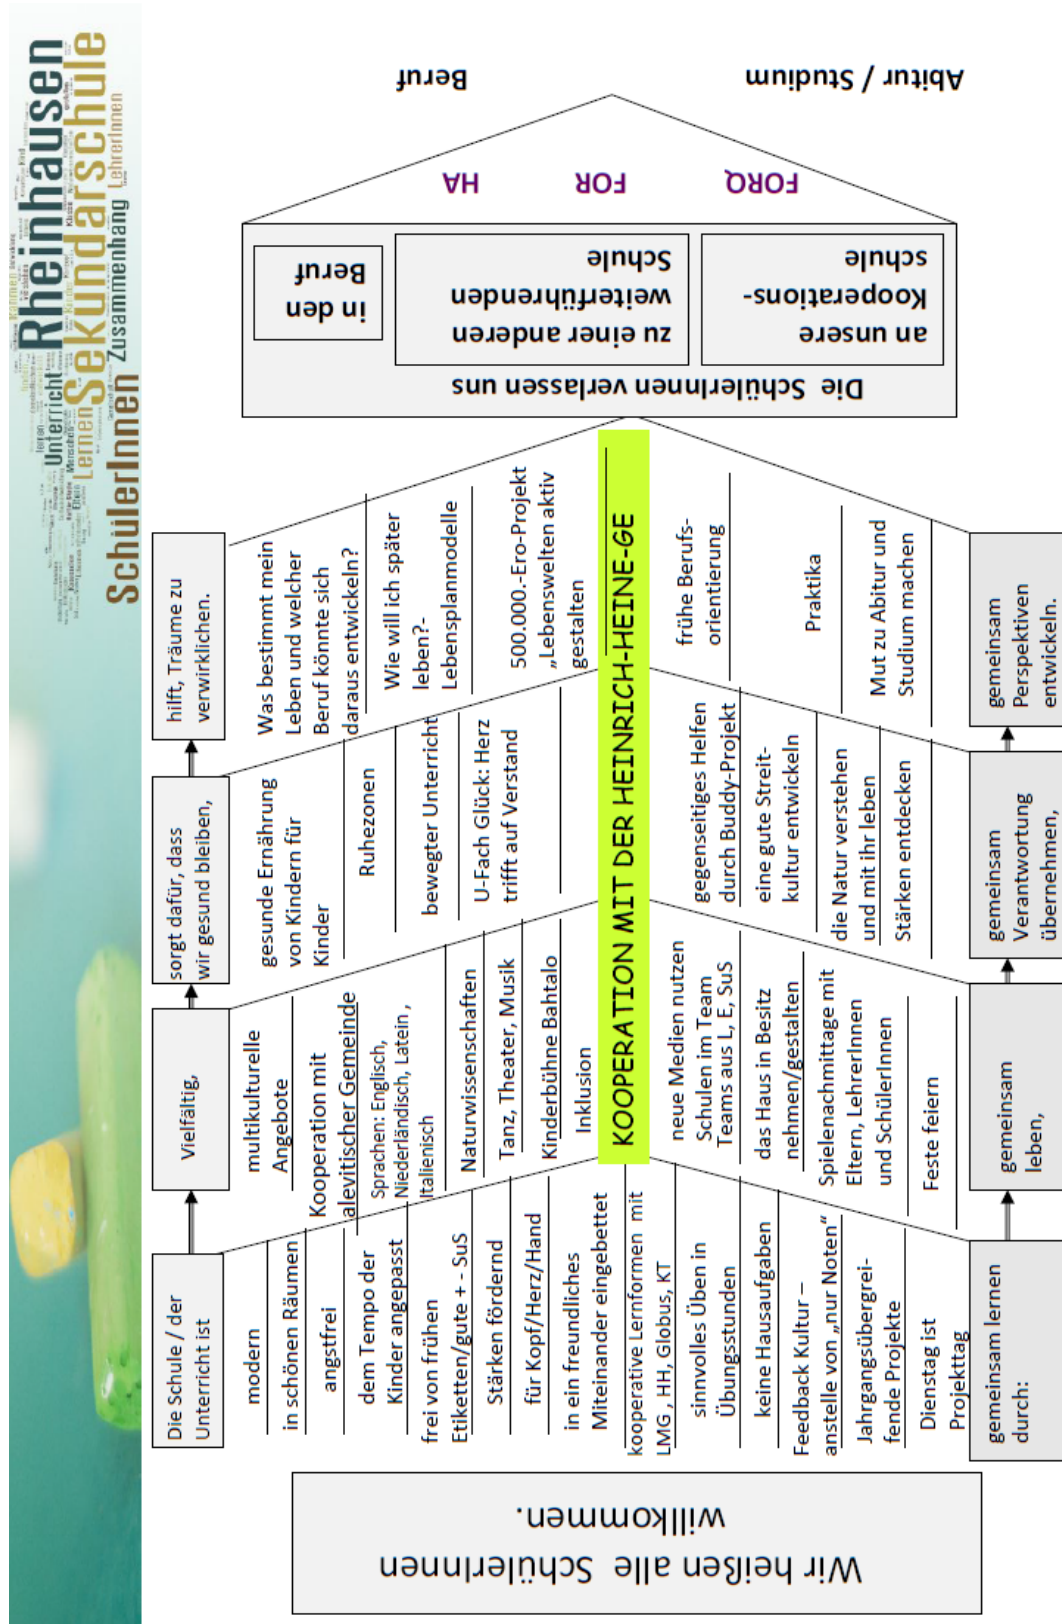 Rheinhausen
Sekundarschule
Unterricht
Lernen
Zusammenhang
LehrerInnen
SchülerInnen
Wir heißen alle SchülerInnen
willkommen.
Die Schule / der
Unterricht ist
Vielfältig,
sorgt dafür, dass
wir gesund bleiben,
hilft, Träume zu
verwirklichen.
modern
in schönen Räumen
angstfrei
dem Tempo der
Kinder angepasst
frei von frühen
Etiketten/gute + - SuS
Stärken fördernd
für Kopf/Herz/Hand
in ein freundliches
Miteinander eingebettet
kooperative Lernformen mit
LMG , HH, Globus, KT
sinnvolles Üben in
Übungsstunden
keine Hausaufgaben
Feedback Kultur –
anstelle von „nur Noten“
Jahrgangsübergrei-
fende Projekte
Dienstag ist
Projekttag
multikulturelle
Angebote
Kooperation mit
alevitischer Gemeinde
Sprachen: Englisch,
Niederländisch, Latein ,
Italienisch
Naturwissenschaften
Tanz, Theater, Musik
Kinderbühne Bahtalo
Inklusion
neue Medien nutzen
Schulen im Team
Teams aus L, E, SuS
das Haus in Besitz
nehmen/gestalten
Spielenachmittage mit
Eltern, LehrerInnen
und SchülerInnen
Feste feiern
gesunde Ernährung
von Kindern für
Kinder
Ruhezonen
bewegter Unterricht
U-Fach Glück: Herz
trifft auf Verstand
gegenseitiges Helfen
durch Buddy-Projekt
eine gute Streit-
kultur entwickeln
die Natur verstehen
und mit ihr leben
Stärken entdecken
Was bestimmt mein
Leben und welcher
Beruf könnte sich
daraus entwickeln?
Wie will ich später
leben?-
Lebensplanmodelle
500.000.-Ero-Projekt
„Lebenswelten aktiv
gestalten
frühe Berufs-
orientierung
Praktika
Mut zu Abitur und
Studium machen
KOOPERATION MIT DER HEINRICH-HEINE-GE
gemeinsam lernen
durch:
gemeinsam
leben,
gemeinsam
Verantwortung
übernehmen,
gemeinsam
Perspektiven
entwickeln.
Die SchülerInnen verlassen uns
in den
Beruf
zu einer anderen
weiterführenden
Schule
an unsere
Kooperations-
schule
HA
FOR
FORQ
Beruf
Abitur / Studium